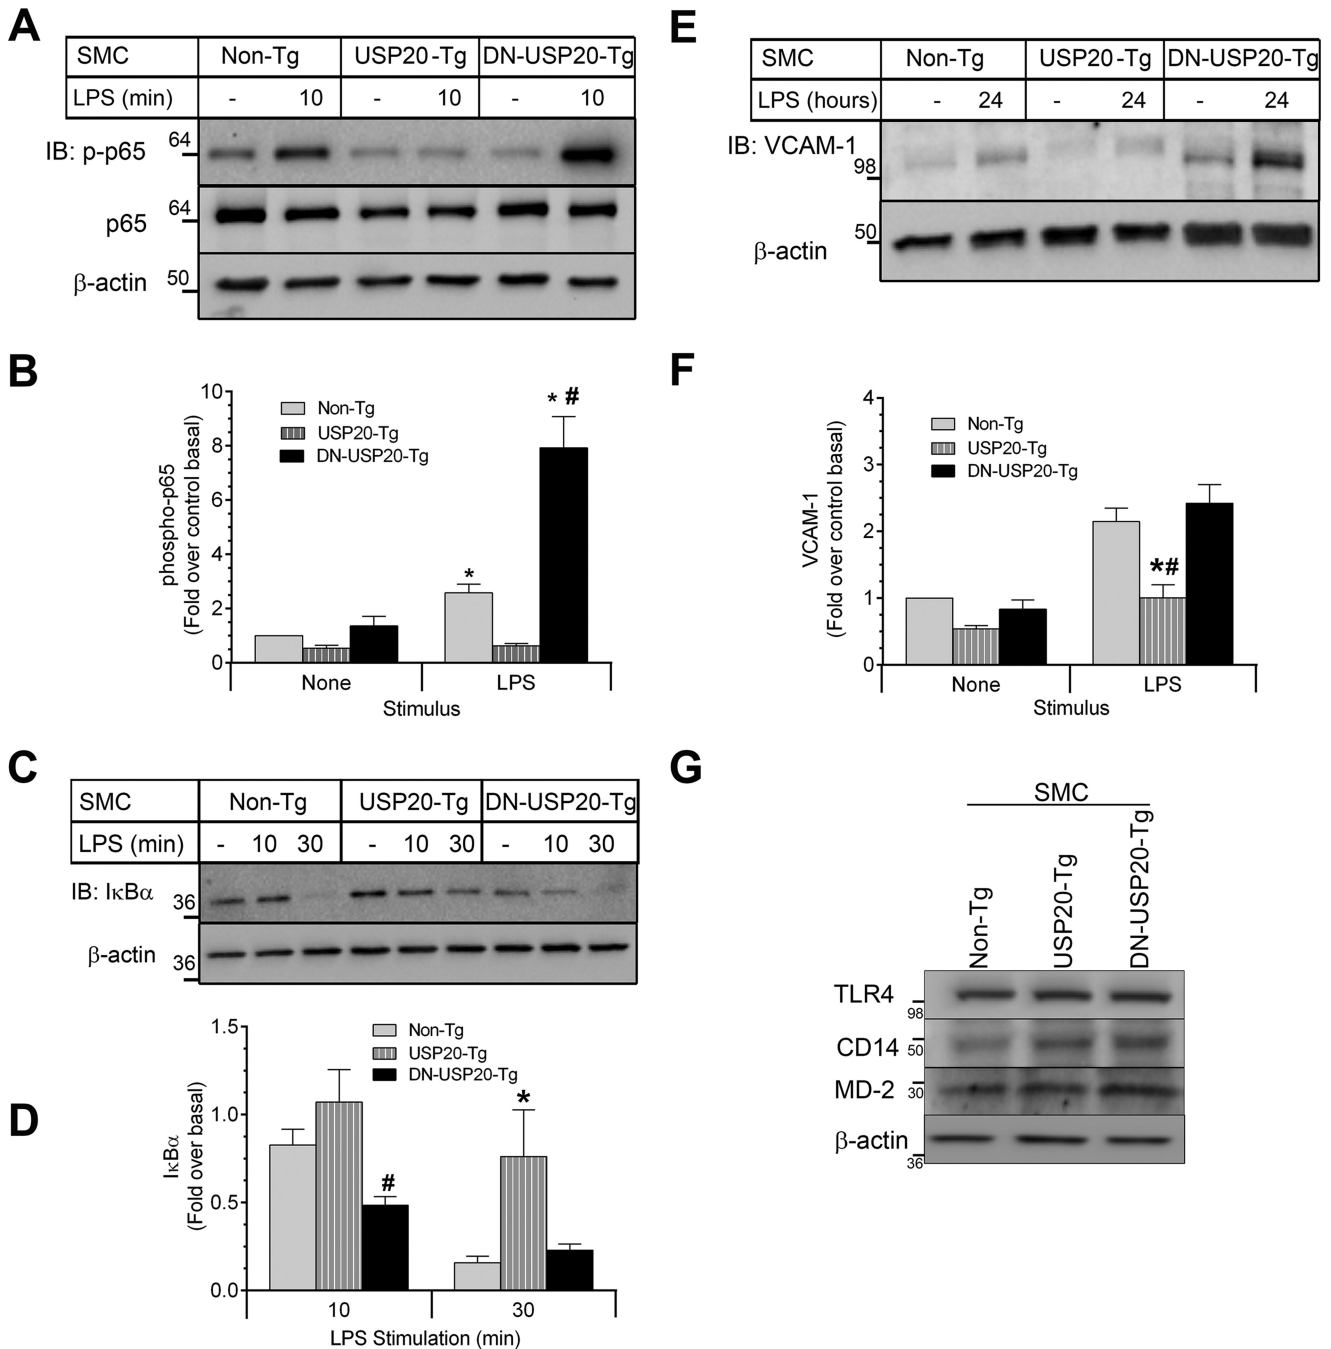 A
SMC Non-Tg USP20-Tg DN-USP20-Tg
LPS (min) - 10 - 10 - 10
IB: p-p65 64
p65 64
β-actin 50
B
10
8
6
4
2
0
phospho-p65
(Fold over control basal)
Non-Tg
USP20-Tg
DN-USP20-Tg
*
* #
None LPS
Stimulus
C
SMC Non-Tg USP20-Tg DN-USP20-Tg
LPS (min) - 10 30 - 10 30 - 10 30
IB: IκBα 36
β-actin 36
D
1.5
1.0
0.5
0.0
IκBα
(Fold over basal)
Non-Tg
USP20-Tg
DN-USP20-Tg
#
*
10 30
LPS Stimulation (min)
E
SMC Non-Tg USP20-Tg DN-USP20-Tg
LPS (hours) - 24 - 24 - 24
IB: VCAM-1 98
β-actin 50
F
4
3
2
1
0
VCAM-1
(Fold over control basal)
Non-Tg
USP20-Tg
DN-USP20-Tg
*#
None LPS
Stimulus
G
SMC
Non-Tg
USP20-Tg
DN-USP20-Tg
TLR4 98
CD14 50
MD-2 30
β-actin 36